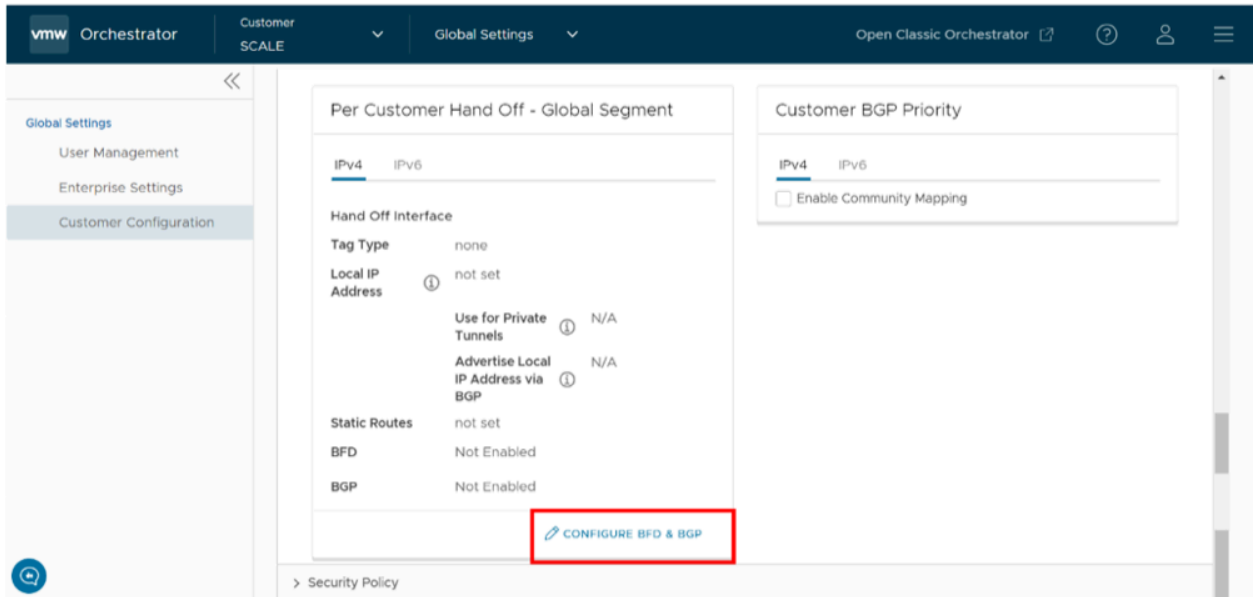 vmw Orchestrator
Customer
SCALE
Global Settings
Open Classic Orchestrator
Global Settings
User Management
Enterprise Settings
Customer Configuration
Per Customer Hand Off - Global Segment
IPv4 IPv6
Hand Off Interface
Tag Type none
Local IP
Address
not set
Use for Private
Tunnels
N/A
Advertise Local
IP Address via
BGP
N/A
Static Routes not set
BFD Not Enabled
BGP Not Enabled
CONFIGURE BFD & BGP
Customer BGP Priority
IPv4 IPv6
Enable Community Mapping
Security Policy